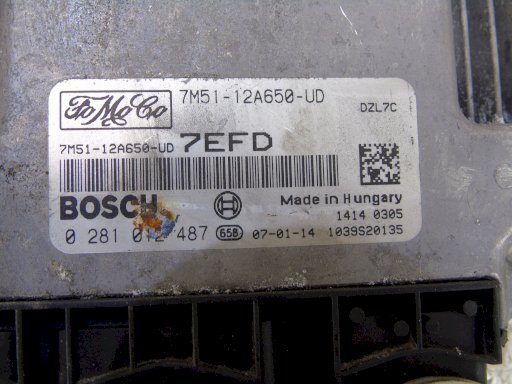 FoMoCo
7M51-12A650-UD
DZL7C
7M51-12A650-UD 7EFD
BOSCH
Made in Hungary
1414 0305
0 281 012 487 65B 07-01-14 1039S20135